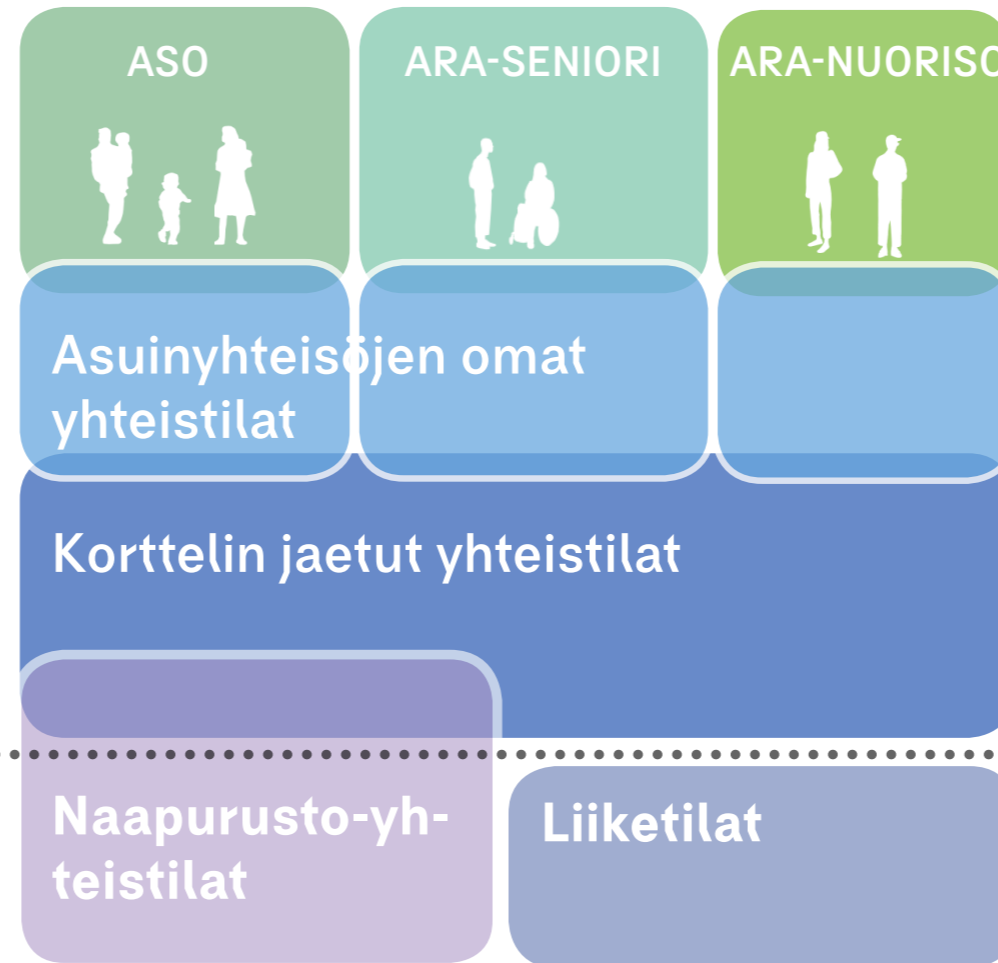 ASO
ARA-SENIORI
ARA-NUORISO
Asuinyhteisöjen omat
yhteistilat
Korttelin jaetut yhteistilat
Naapurusto-yh-
teistilat
Liiketilat